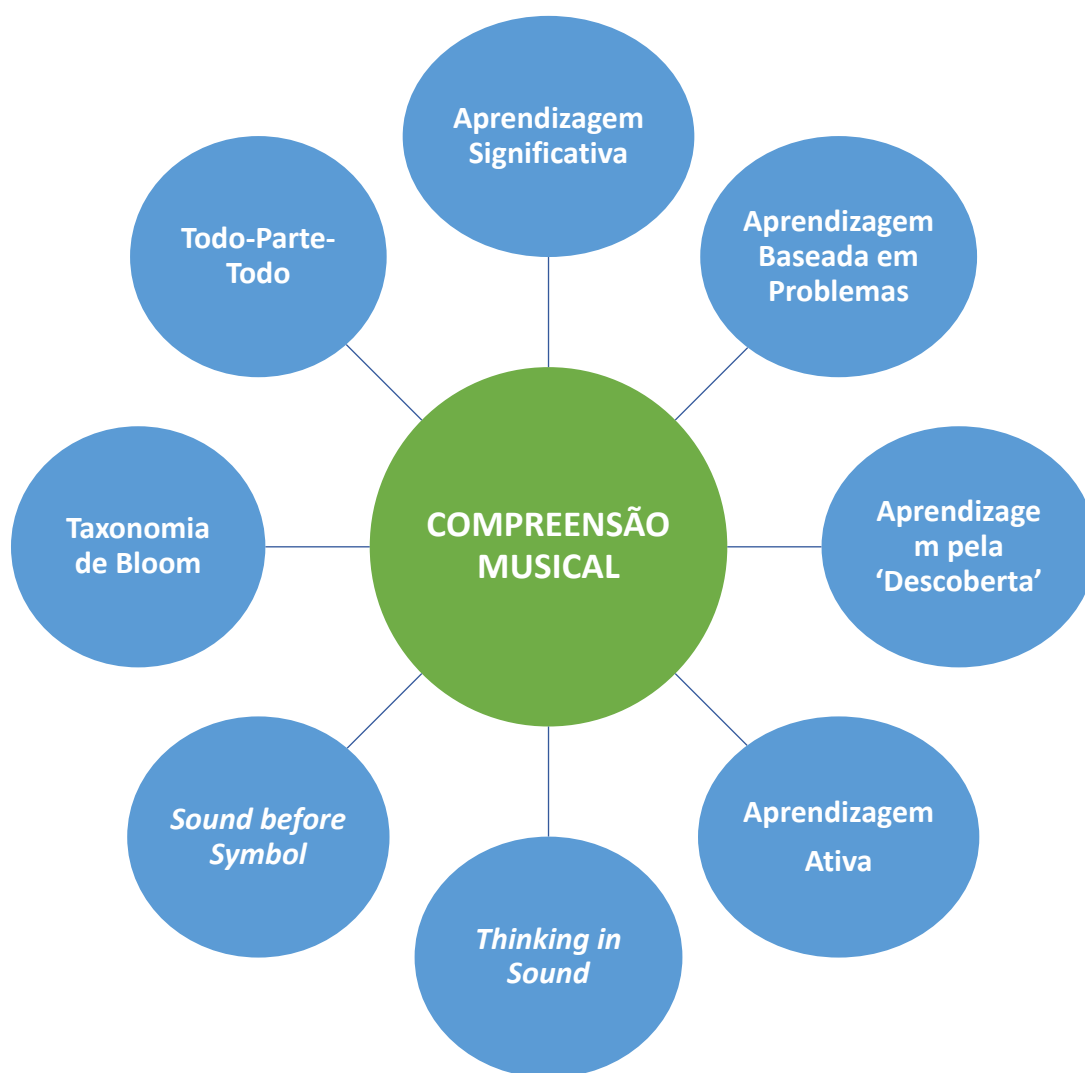 Aprendizagem
Significativa
Todo-Parte-
Todo
Aprendizagem
Baseada em
Problemas
Taxonomia
de Bloom
COMPREENSÃO
MUSICAL
Aprendizage
m pela
‘Descoberta’
Sound before
Symbol
Aprendizagem
Ativa
Thinking in
Sound